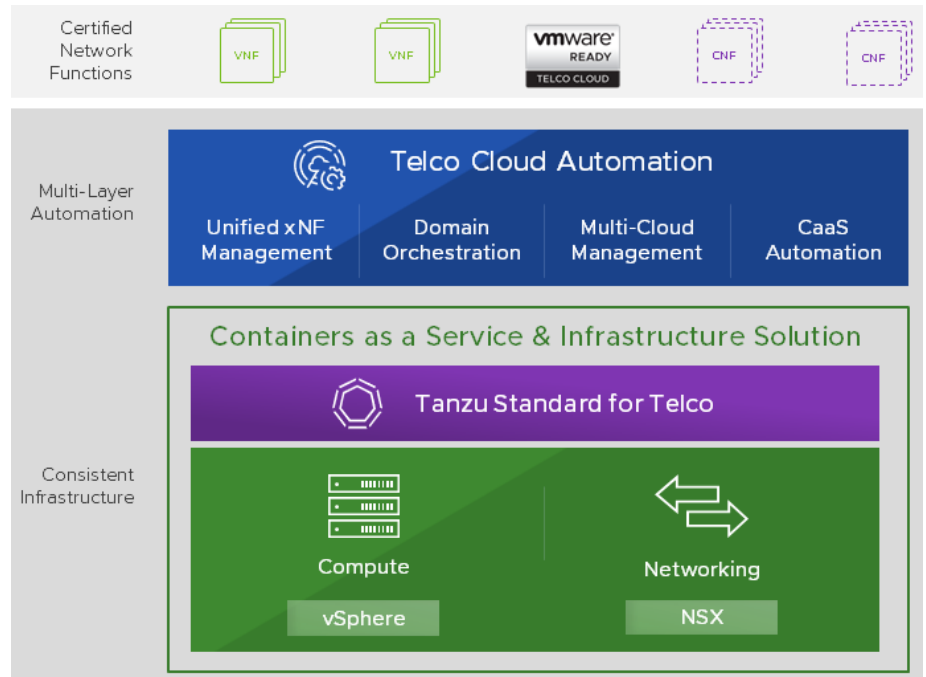 Certified
Network
Functions
VNF
VNF
vmware
READY
TELCO CLOUD
CNF
CNF
Multi-Layer
Automation
Telco Cloud Automation
Unified xNF
Management
Domain
Orchestration
Multi-Cloud
Management
CaaS
Automation
Containers as a Service & Infrastructure Solution
Tanzu Standard for Telco
Consistent
Infrastructure
Compute
vSphere
Networking
NSX